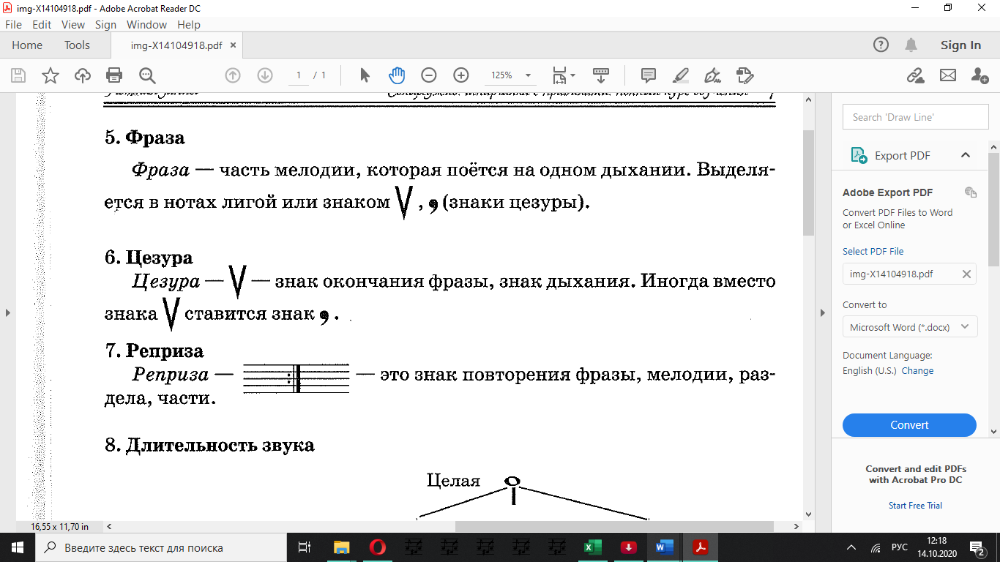 img-X14104918.pdf - Adobe Acrobat Reader DC
File Edit View Sign Window Help
Home Tools img-X14104918.pdf Sign In
1 / 1 125%
5. Фраза
Фраза — часть мелодии, которая поётся на одном дыхании. Выделя-
ется в нотах лигой или знаком V , , (знаки цезуры).
6. Цезура
Цезура — V — знак окончания фразы, знак дыхания. Иногда вместо
знака V ставится знак , .
7. Реприза
Реприза — — это знак повторения фразы, мелодии, раз-
дела, части.
8. Длительность звука
Целая
16,55 x 11,70 in
Search 'Draw Line'
Export PDF
Adobe Export PDF
Convert PDF Files to Word
or Excel Online
Select PDF File
img-X14104918.pdf
Convert to
Microsoft Word (*.docx)
Document Language:
English (U.S.) Change
Convert
Convert and edit PDFs
with Acrobat Pro DC
Start Free Trial
Введите здесь текст для поиска
РУС
12:18
14.10.2020
2